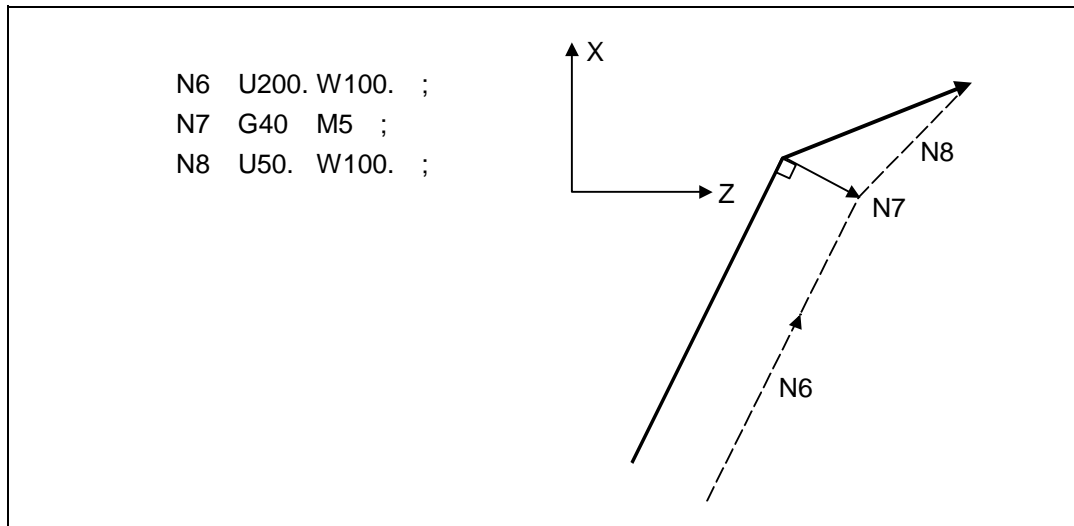 N6 U200. W100. ;
N7 G40 M5 ;
N8 U50. W100. ;
X
Z
N8
N7
N6